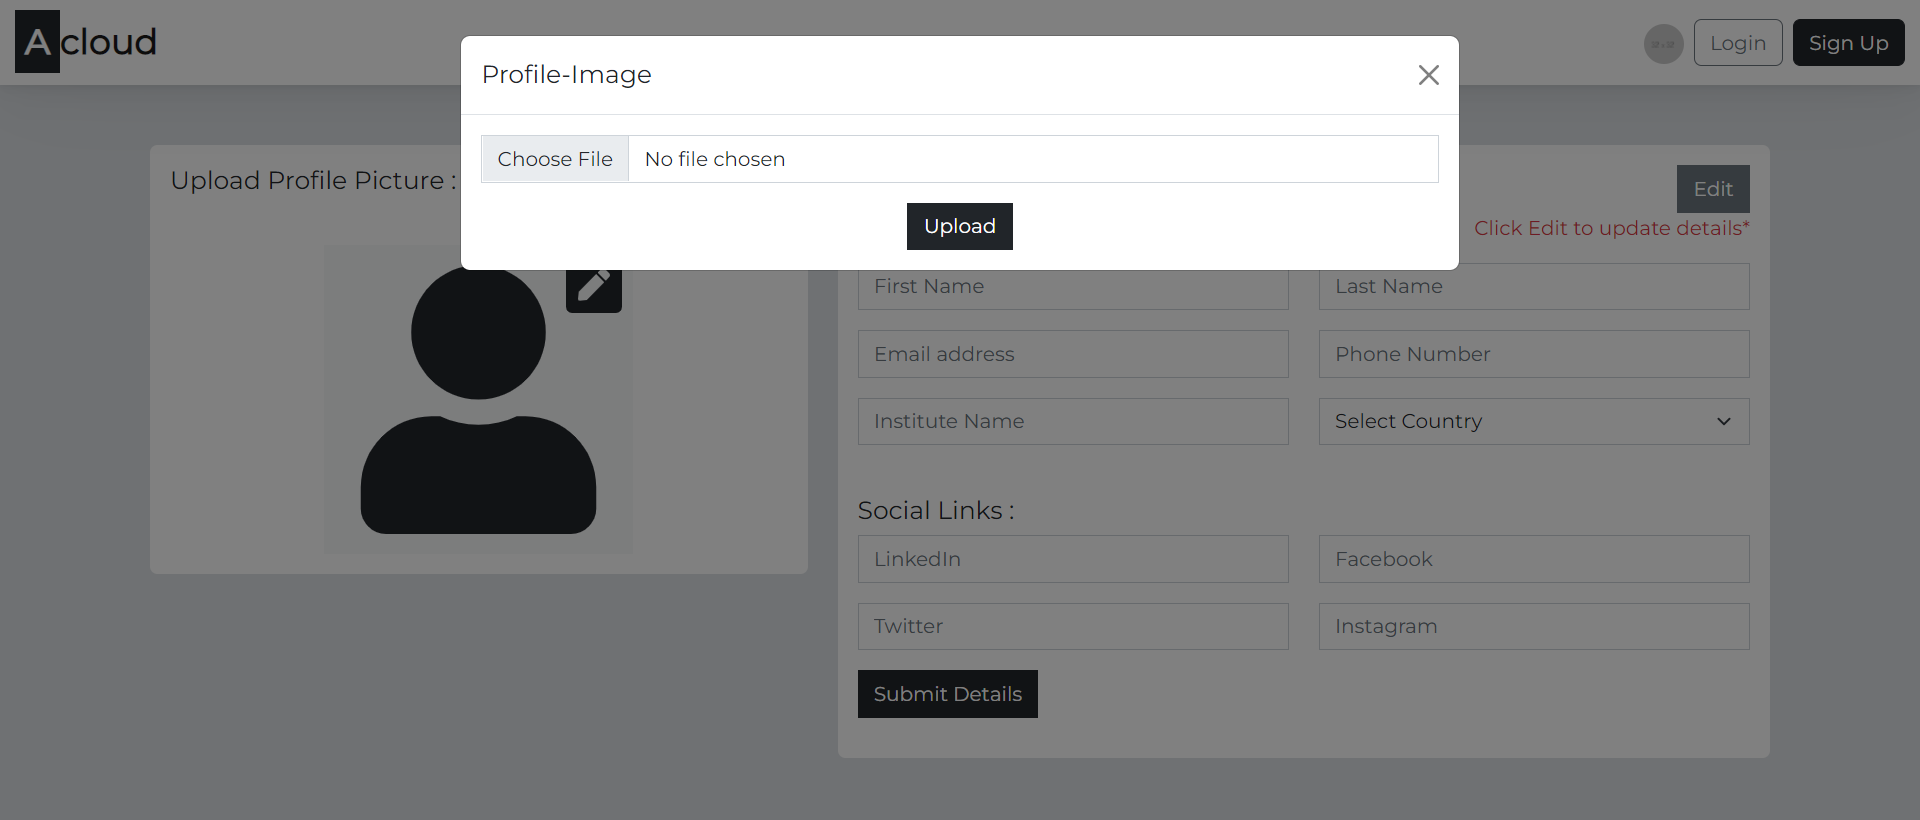 A cloud
Login
Sign Up
Profile-Image
Choose File
No file chosen
Upload
Upload Profile Picture :
Edit
Click Edit to update details*
First Name
Last Name
Email address
Phone Number
Institute Name
Select Country
Social Links :
LinkedIn
Facebook
Twitter
Instagram
Submit Details